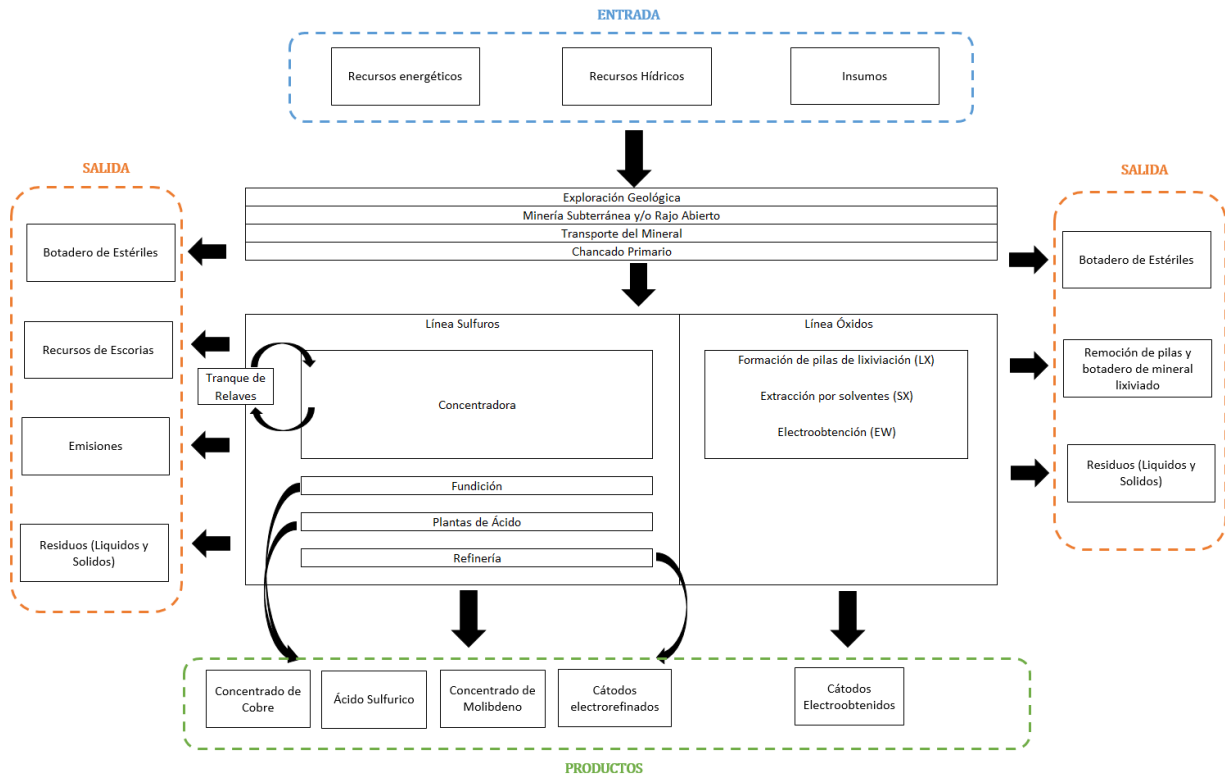 ENTRADA
Recursos energéticos
Recursos Hídricos
Insumos
SALIDA
SALIDA
Exploración Geológica
Minería Subterránea y/o Rajo Abierto
Transporte del Mineral
Chancado Primario
Botadero de Estériles
Recursos de Escorias
Emisiones
Residuos (Liquidos y
Solidos)
Tranque de
Relaves
Línea Sulfuros
Concentradora
Fundición
Plantas de Ácido
Refinería
Línea Óxidos
Formación de pilas de lixiviación (LX)
Extracción por solventes (SX)
Electroobtención (EW)
Botadero de Estériles
Remoción de pilas y
botadero de mineral
lixiviado
Residuos (Liquidos y
Solidos)
Concentrado de
Cobre
Ácido Sulfurico
Concentrado de
Molibdeno
Cátodos
electrorefinados
Cátodos
Electroobtenidos
PRODUCTOS